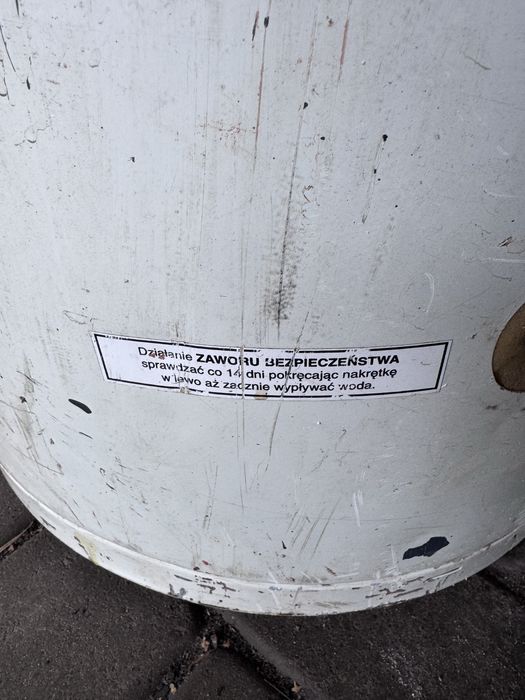 Działanie ZAWORU BEZPIECZEŃSTWA
sprawdzać co 14 dni pokręcając nakrętkę
w lewo aż zacznie wypływać woda.